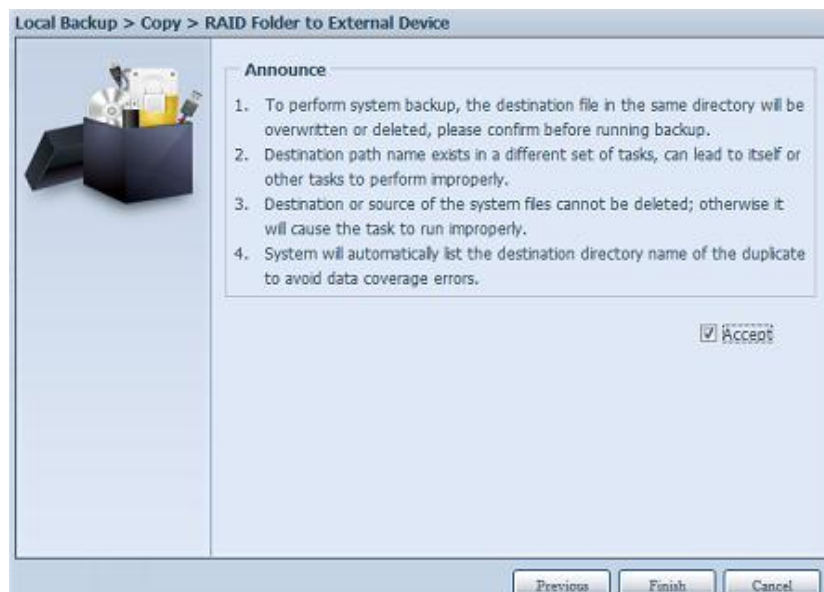 Local Backup > Copy > RAID Folder to External Device
Announce
1. To perform system backup, the destination file in the same directory will be
overwritten or deleted, please confirm before running backup.
2. Destination path name exists in a different set of tasks, can lead to itself or
other tasks to perform improperly.
3. Destination or source of the system files cannot be deleted; otherwise it
will cause the task to run improperly.
4. System will automatically list the destination directory name of the duplicate
to avoid data coverage errors.
Accept
Previous Finish Cancel